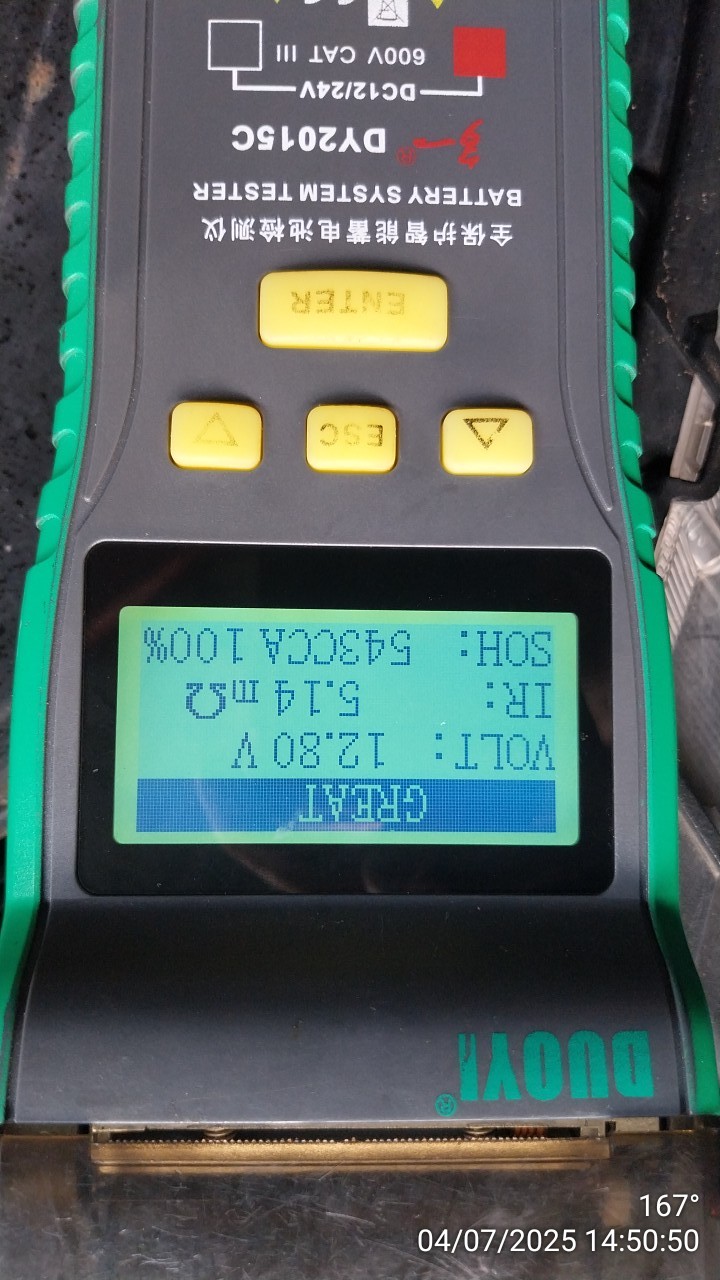 DUOYI®
GREAT
VOLT: 12.80 V
IR: 5.14 mΩ
SOH: 543CCA 100%
ESC
ENTER
全保护智能蓄电池检测仪
BATTERY SYSTEM TESTER
多一® DY2015C
DC12/24V
600V CAT III
167°
04/07/2025 14:50:50